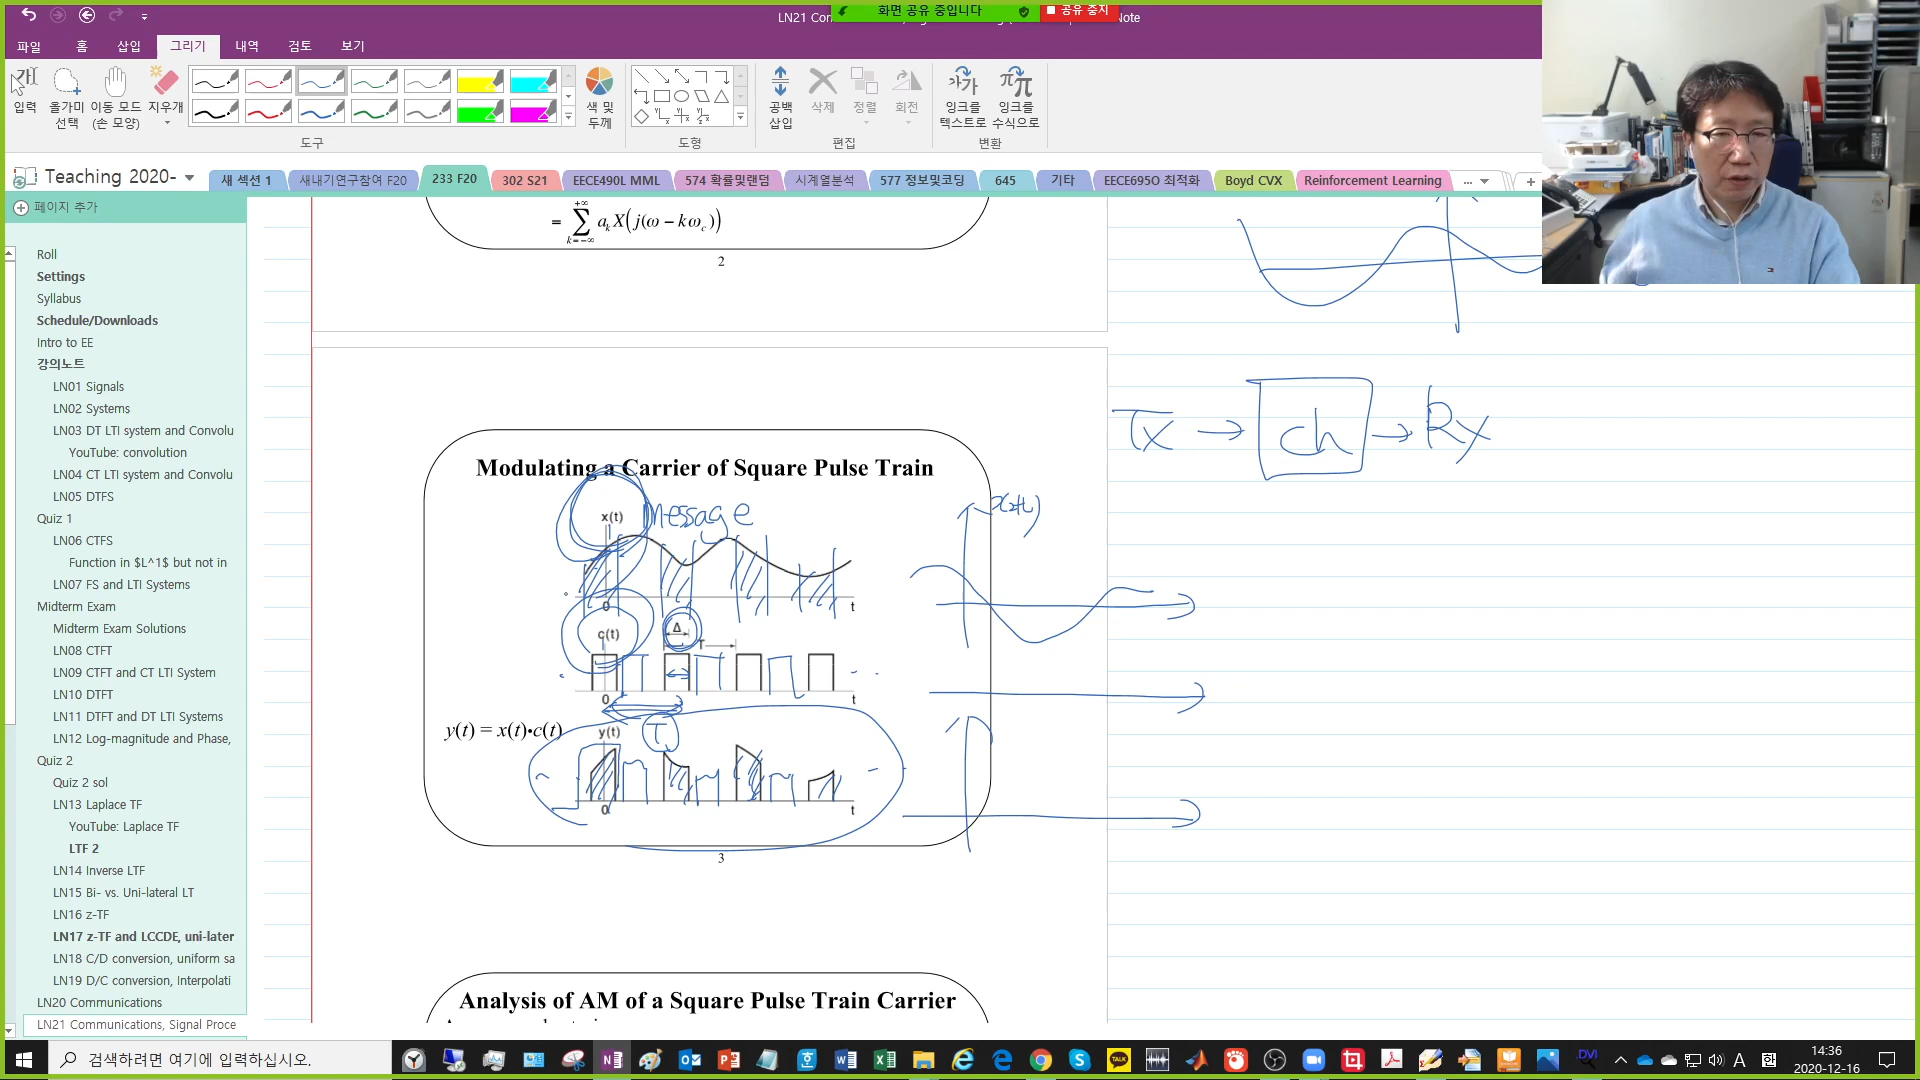 화면 공유 중입니다
공유 중지
파일 홈 삽입 그리기 내역 검토 보기
입력
올가미
선택
이동 모드
(손 모양)
지우개
색 및
두께
공백
삽입
삭제
정렬
회전
잉크를
텍스트로
잉크를
수식으로
도구 도형 편집 변환
Teaching 2020-
새 섹션 1 새내기연구참여 F20 233 F20 302 S21 EECE490L MML 574 확률및랜덤 시계열분석 577 정보및코딩 645 기타 EECE695O 최적화 Boyd CVX Reinforcement Learning ...
페이지 추가
Roll
Settings
Syllabus
Schedule/Downloads
Intro to EE
강의노트
LN01 Signals
LN02 Systems
LN03 DT LTI system and Convolu
YouTube: convolution
LN04 CT LTI system and Convolu
LN05 DTFS
Quiz 1
LN06 CTFS
Function in $L^1$ but not in
LN07 FS and LTI Systems
Midterm Exam
Midterm Exam Solutions
LN08 CTFT
LN09 CTFT and CT LTI System
LN10 DTFT
LN11 DTFT and DT LTI Systems
LN12 Log-magnitude and Phase,
Quiz 2
Quiz 2 sol
LN13 Laplace TF
YouTube: Laplace TF
LTF 2
LN14 Inverse LTF
LN15 Bi- vs. Uni-lateral LT
LN16 z-TF
LN17 z-TF and LCCDE, uni-later
LN18 C/D conversion, uniform sa
LN19 D/C conversion, Interpolati
LN20 Communications
LN21 Communications, Signal Proce
= ∑ k=-∞ +∞ a_k X(j(ω − kω_c))
2
Tx → ch → Rx
Modulating a Carrier of Square Pulse Train
x(t) message
x(t)
0 t
c(t) Δ
T
0 t
y(t) = x(t)•c(t)
y(t) T
0 t
3
Analysis of AM of a Square Pulse Train Carrier
검색하려면 여기에 입력하십시오.
A 한
14:36
2020-12-16